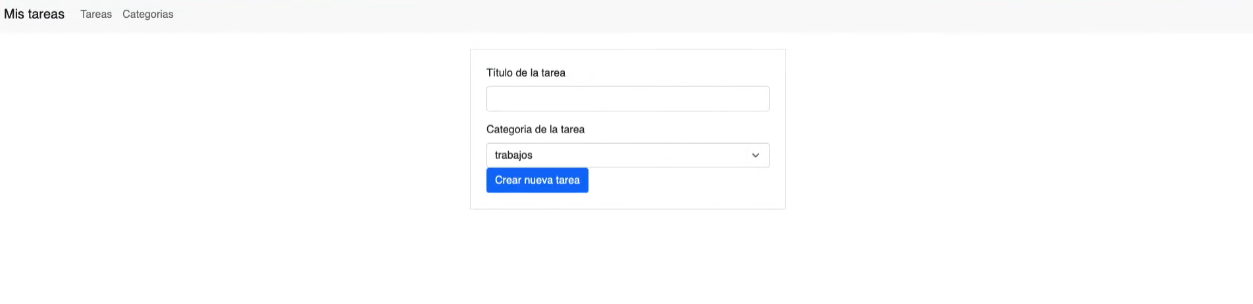 Mis tareas Tareas Categorias
Titulo de la tarea
Categoria de la tarea
trabajos
Crear nueva tarea